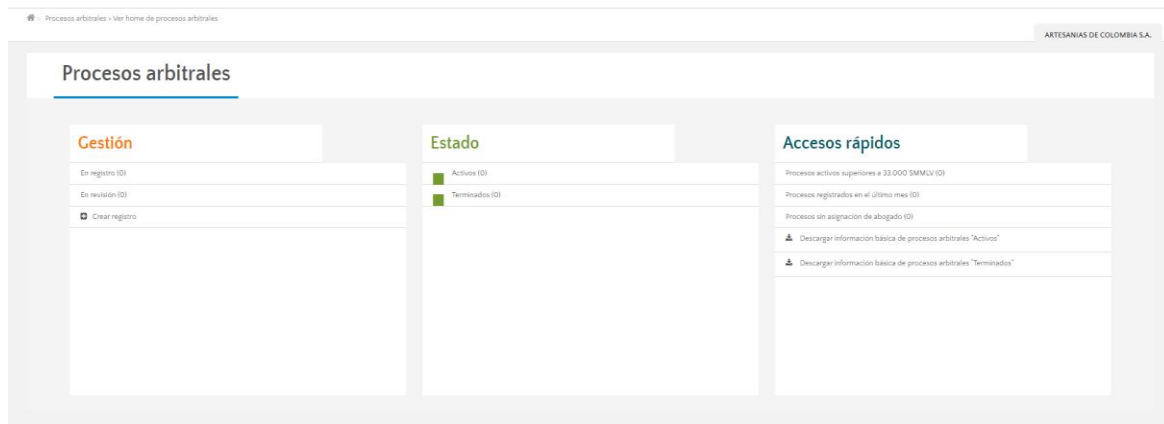 Procesos arbitrales › Ver home de procesos arbitrales
ARTESANIAS DE COLOMBIA S.A.
Procesos arbitrales
Gestión
En registro (0)
En revisión (0)
Crear registro
Estado
Activos (0)
Terminados (0)
Accesos rápidos
Procesos activos superiores a 33.000 SMMLV (0)
Procesos registrados en el último mes (0)
Procesos sin asignación de abogado (0)
Descargar información básica de procesos arbitrales "Activos"
Descargar información básica de procesos arbitrales "Terminados"